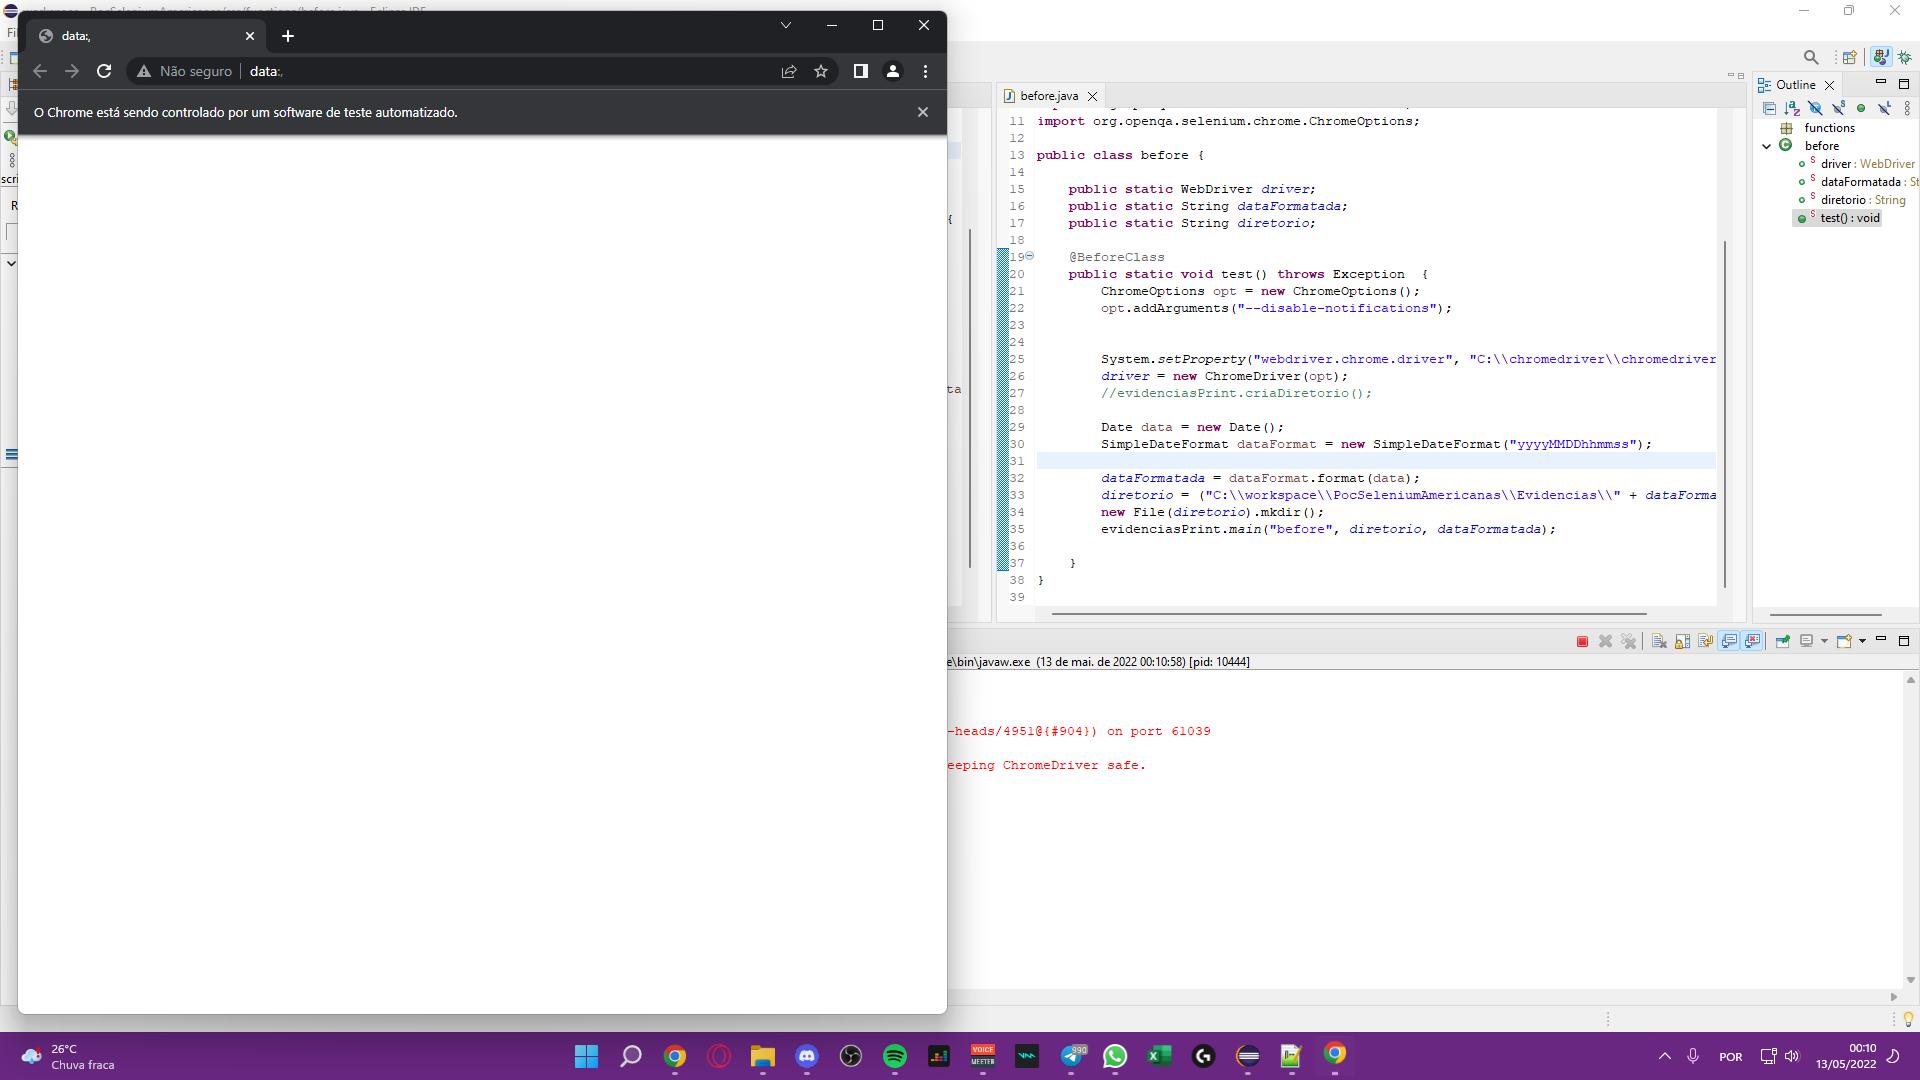 data:,
Não seguro
data:,
O Chrome está sendo controlado por um software de teste automatizado.
before.java
11 import org.openqa.selenium.chrome.ChromeOptions;
12
13 public class before {
14
15 public static WebDriver driver;
16 public static String dataFormatada;
17 public static String diretorio;
18
19 @BeforeClass
20 public static void test() throws Exception {
21 ChromeOptions opt = new ChromeOptions();
22 opt.addArguments("--disable-notifications");
23
24
25 System.setProperty("webdriver.chrome.driver", "C:\\chromedriver\\chromedriver
26 driver = new ChromeDriver(opt);
27 //evidenciasPrint.criaDiretorio();
28
29 Date data = new Date();
30 SimpleDateFormat dataFormat = new SimpleDateFormat("yyyyMMDDhhmmss");
31
32 dataFormatada = dataFormat.format(data);
33 diretorio = ("C:\\workspace\\PocSeleniumAmericanas\\Evidencias\\" + dataForma
34 new File(diretorio).mkdir();
35 evidenciasPrint.main("before", diretorio, dataFormatada);
36
37 }
38 }
39
Outline
functions
before
driver : WebDriver
dataFormatada : St
diretorio : String
test() : void
scri
R
{
ta
e\bin\javaw.exe (13 de mai. de 2022 00:10:58) [pid: 10444]
-heads/4951@{#904}) on port 61039
eeping ChromeDriver safe.
26°C
Chuva fraca
VOICE
MEETER
990
POR
00:10
13/05/2022